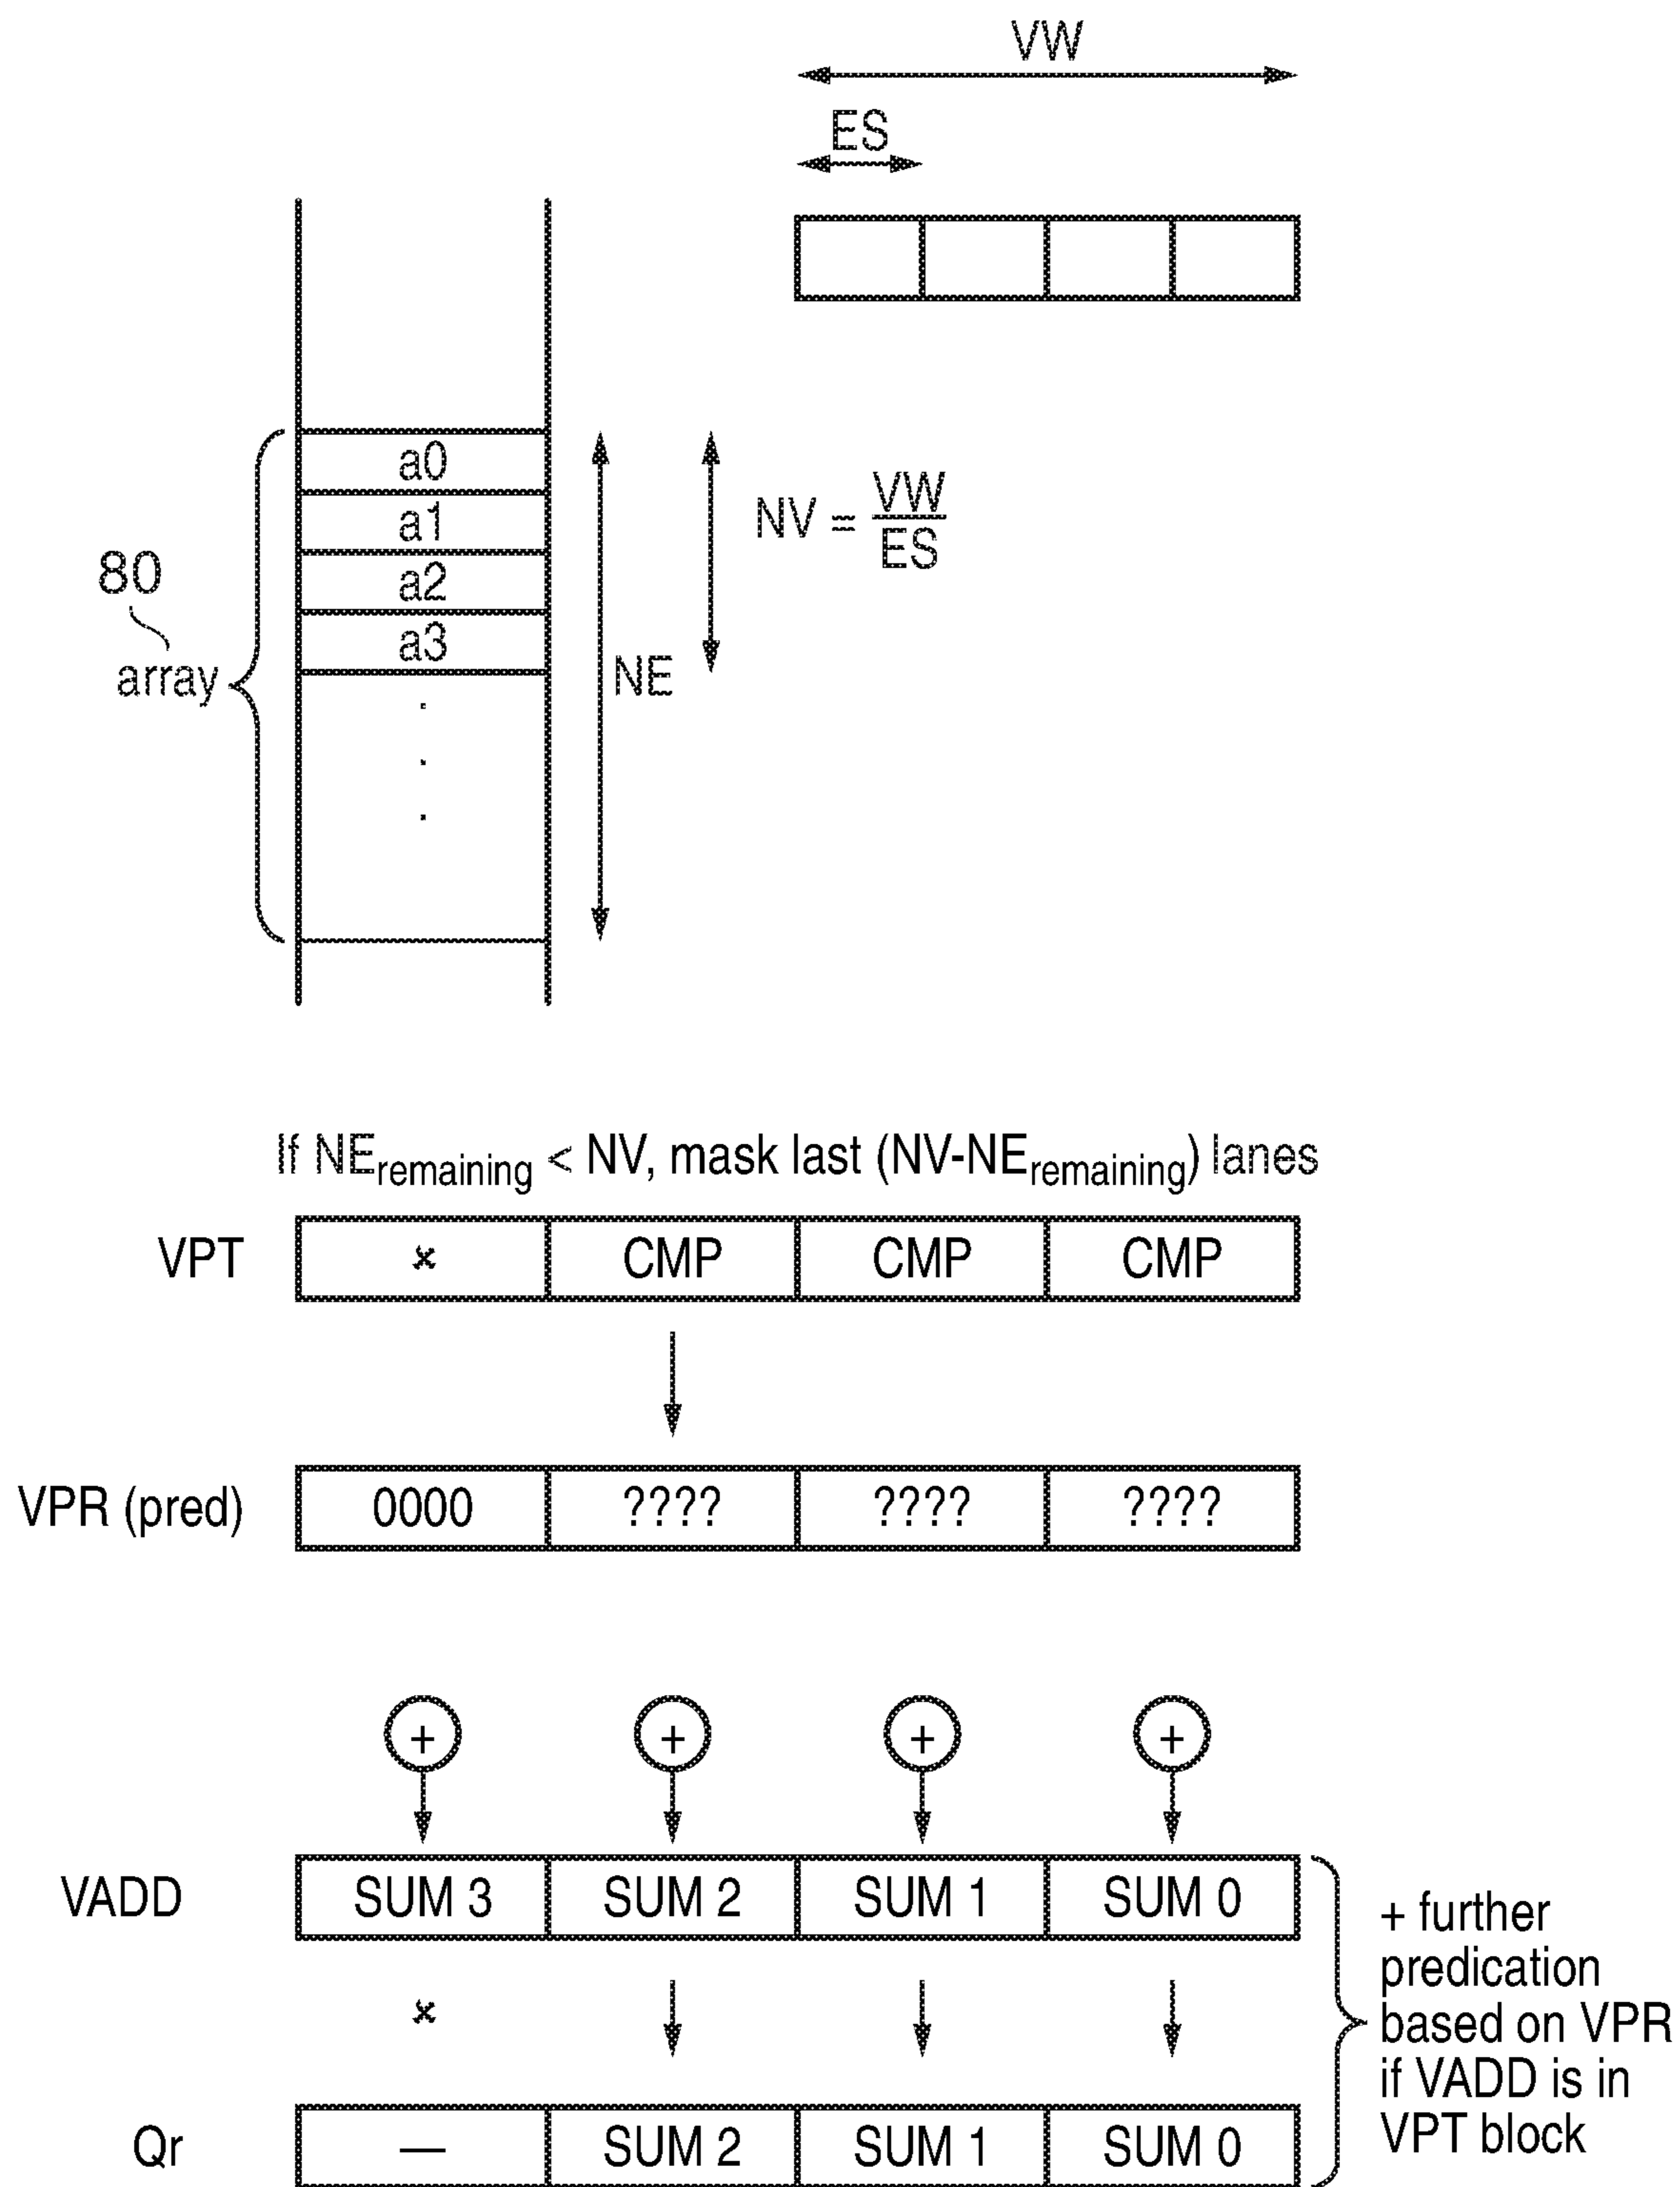 VW
ES
a0
a1
a2
a3
.
.
.
80
array
NE
NV = VW
ES
If NEremaining < NV, mask last (NV-NEremaining) lanes
VPT × CMP CMP CMP
VPR (pred) 0000 ???? ???? ????
+ + + +
VADD SUM 3 SUM 2 SUM 1 SUM 0
×
Qr — SUM 2 SUM 1 SUM 0
+ further
predication
based on VPR
if VADD is in
VPT block